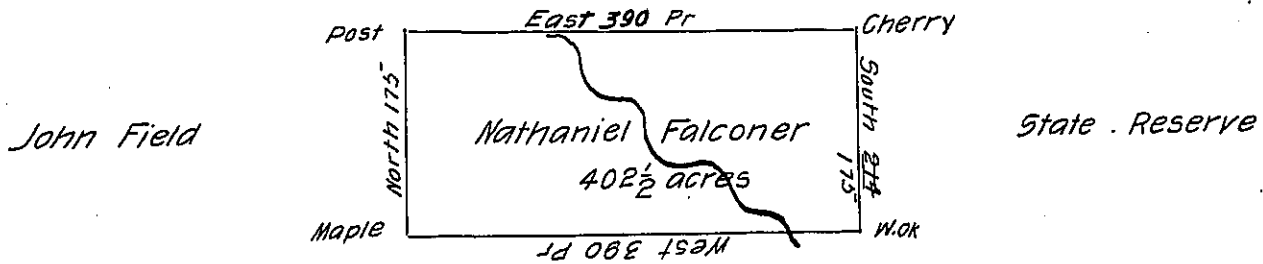 East 390 Pr
Post
Cherry
North 175
South 214
175
John Field
Nathaniel Falconer
State . Reserve
402½ acres
Maple
W.OK
West 390 Pr